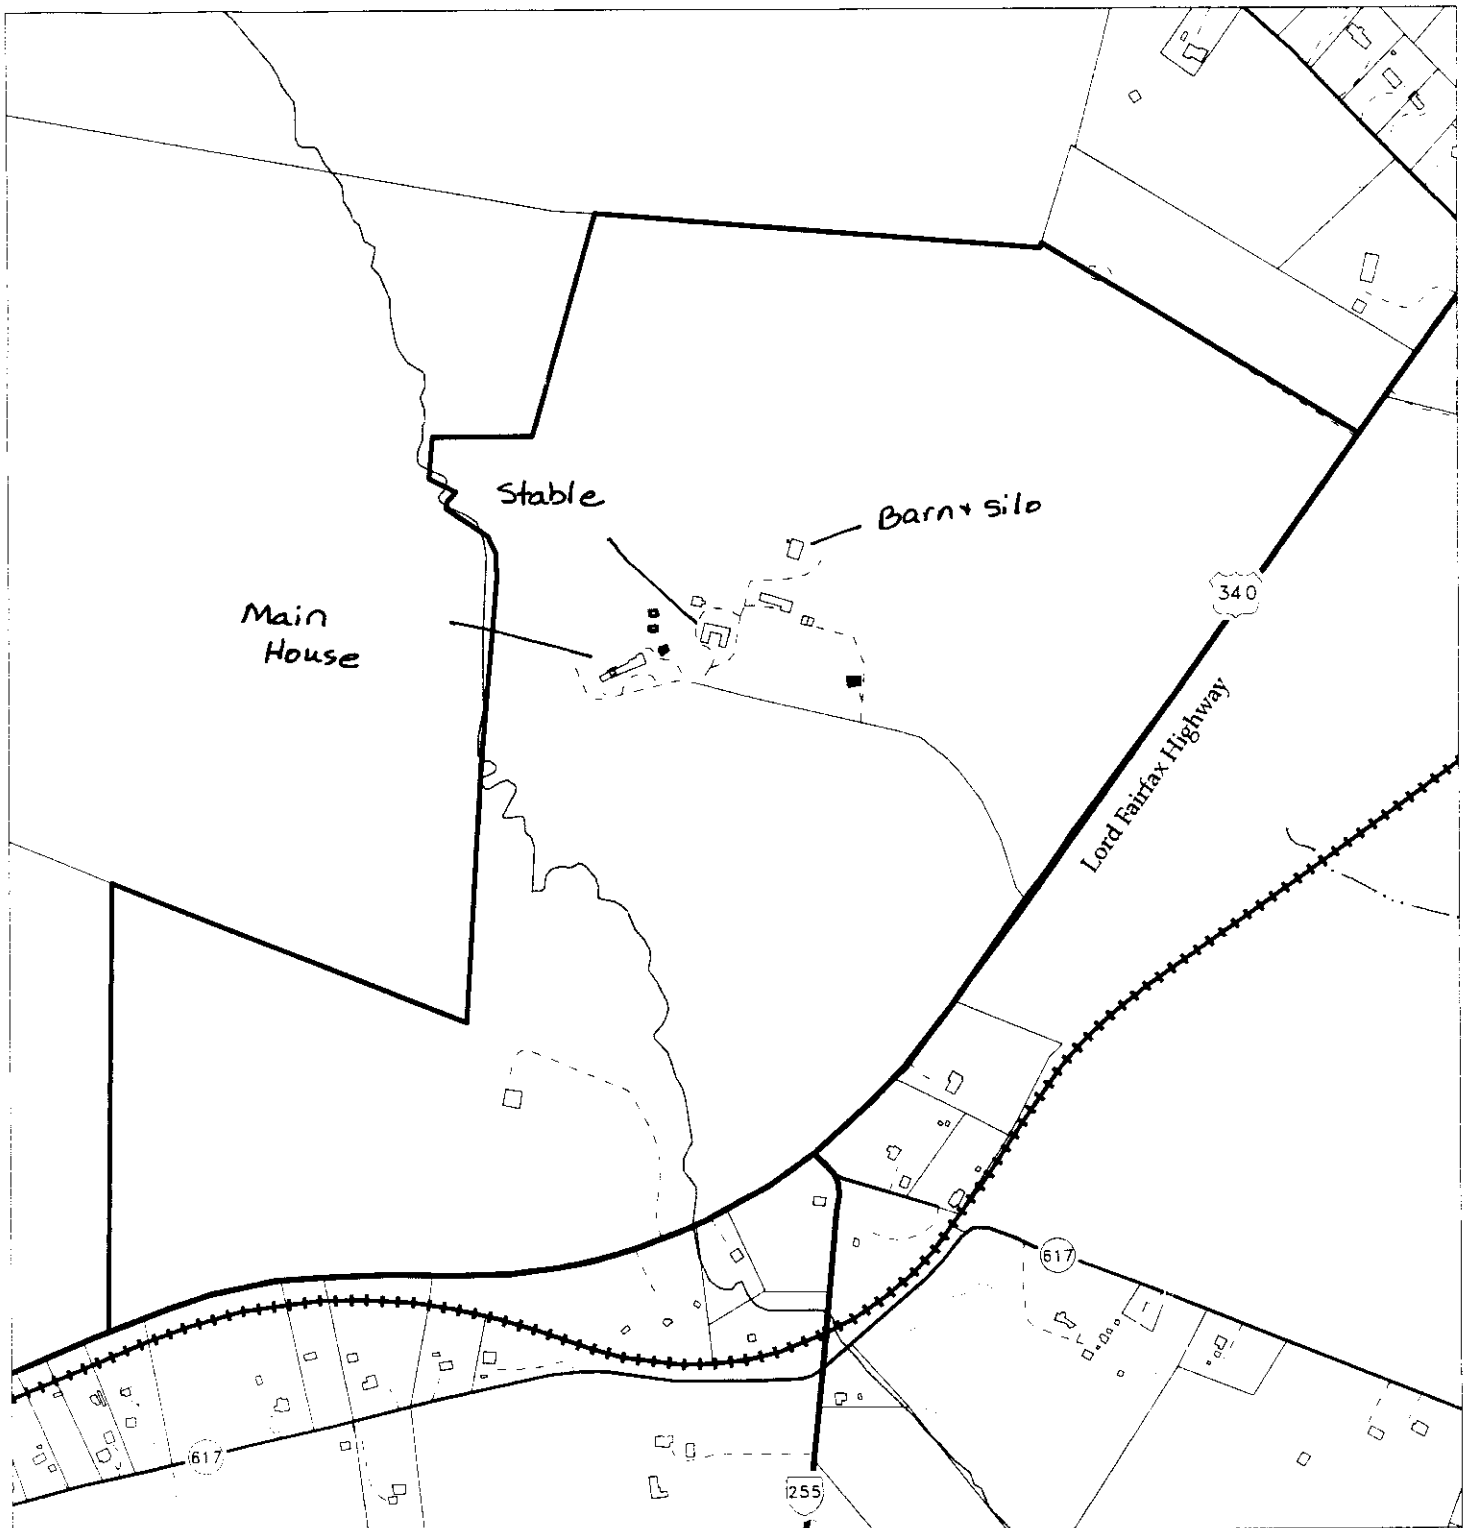 Stable
Barn + silo
Main
House
340
Lord Fairfax Highway
617
617
255